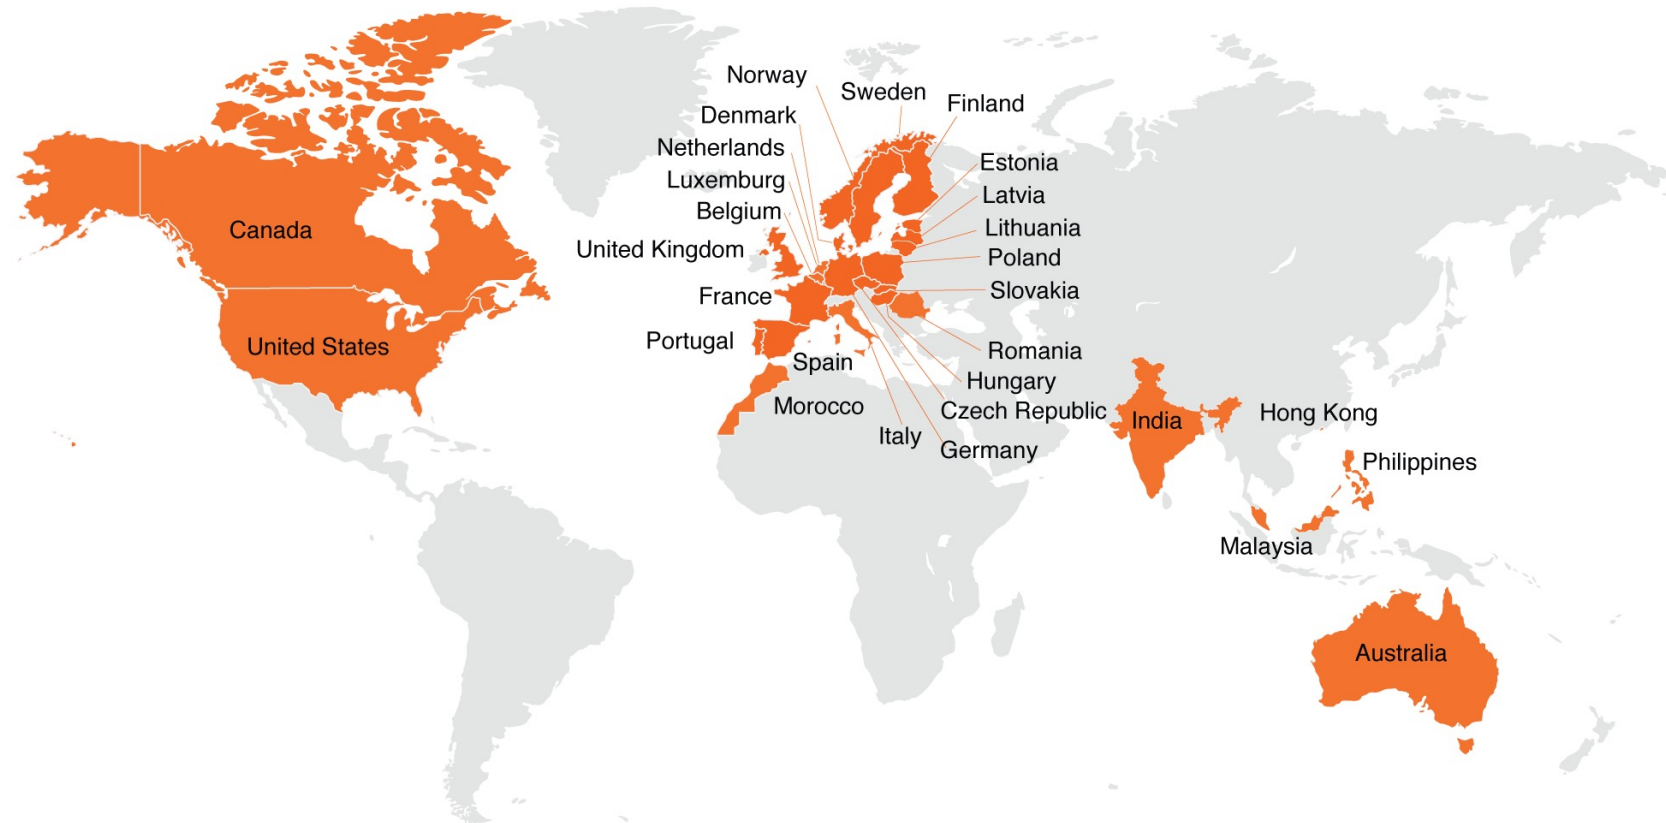 Norway
Sweden
Finland
Denmark
Netherlands
Luxemburg
Belgium
United Kingdom
France
Portugal
Spain
Morocco
Estonia
Latvia
Lithuania
Poland
Slovakia
Romania
Hungary
Czech Republic
Germany
Italy
Canada
United States
India
Hong Kong
Philippines
Malaysia
Australia